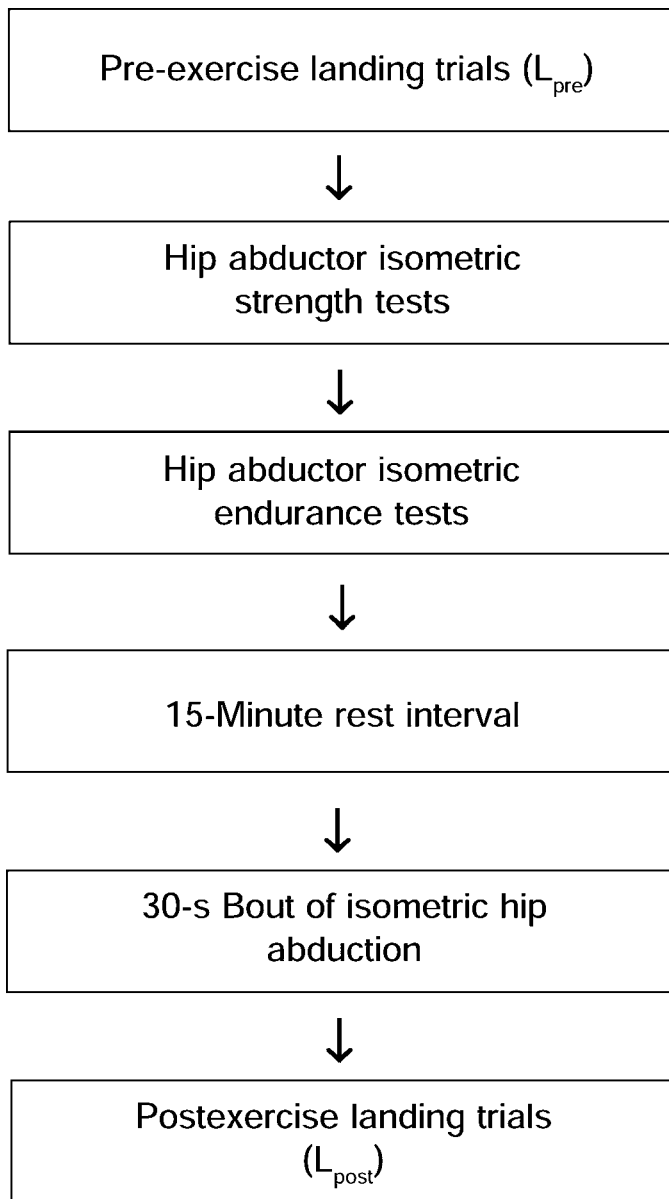 Pre-exercise landing trials (Lpre)
↓
Hip abductor isometric
strength tests
↓
Hip abductor isometric
endurance tests
↓
15-Minute rest interval
↓
30-s Bout of isometric hip
abduction
↓
Postexercise landing trials
(Lpost)